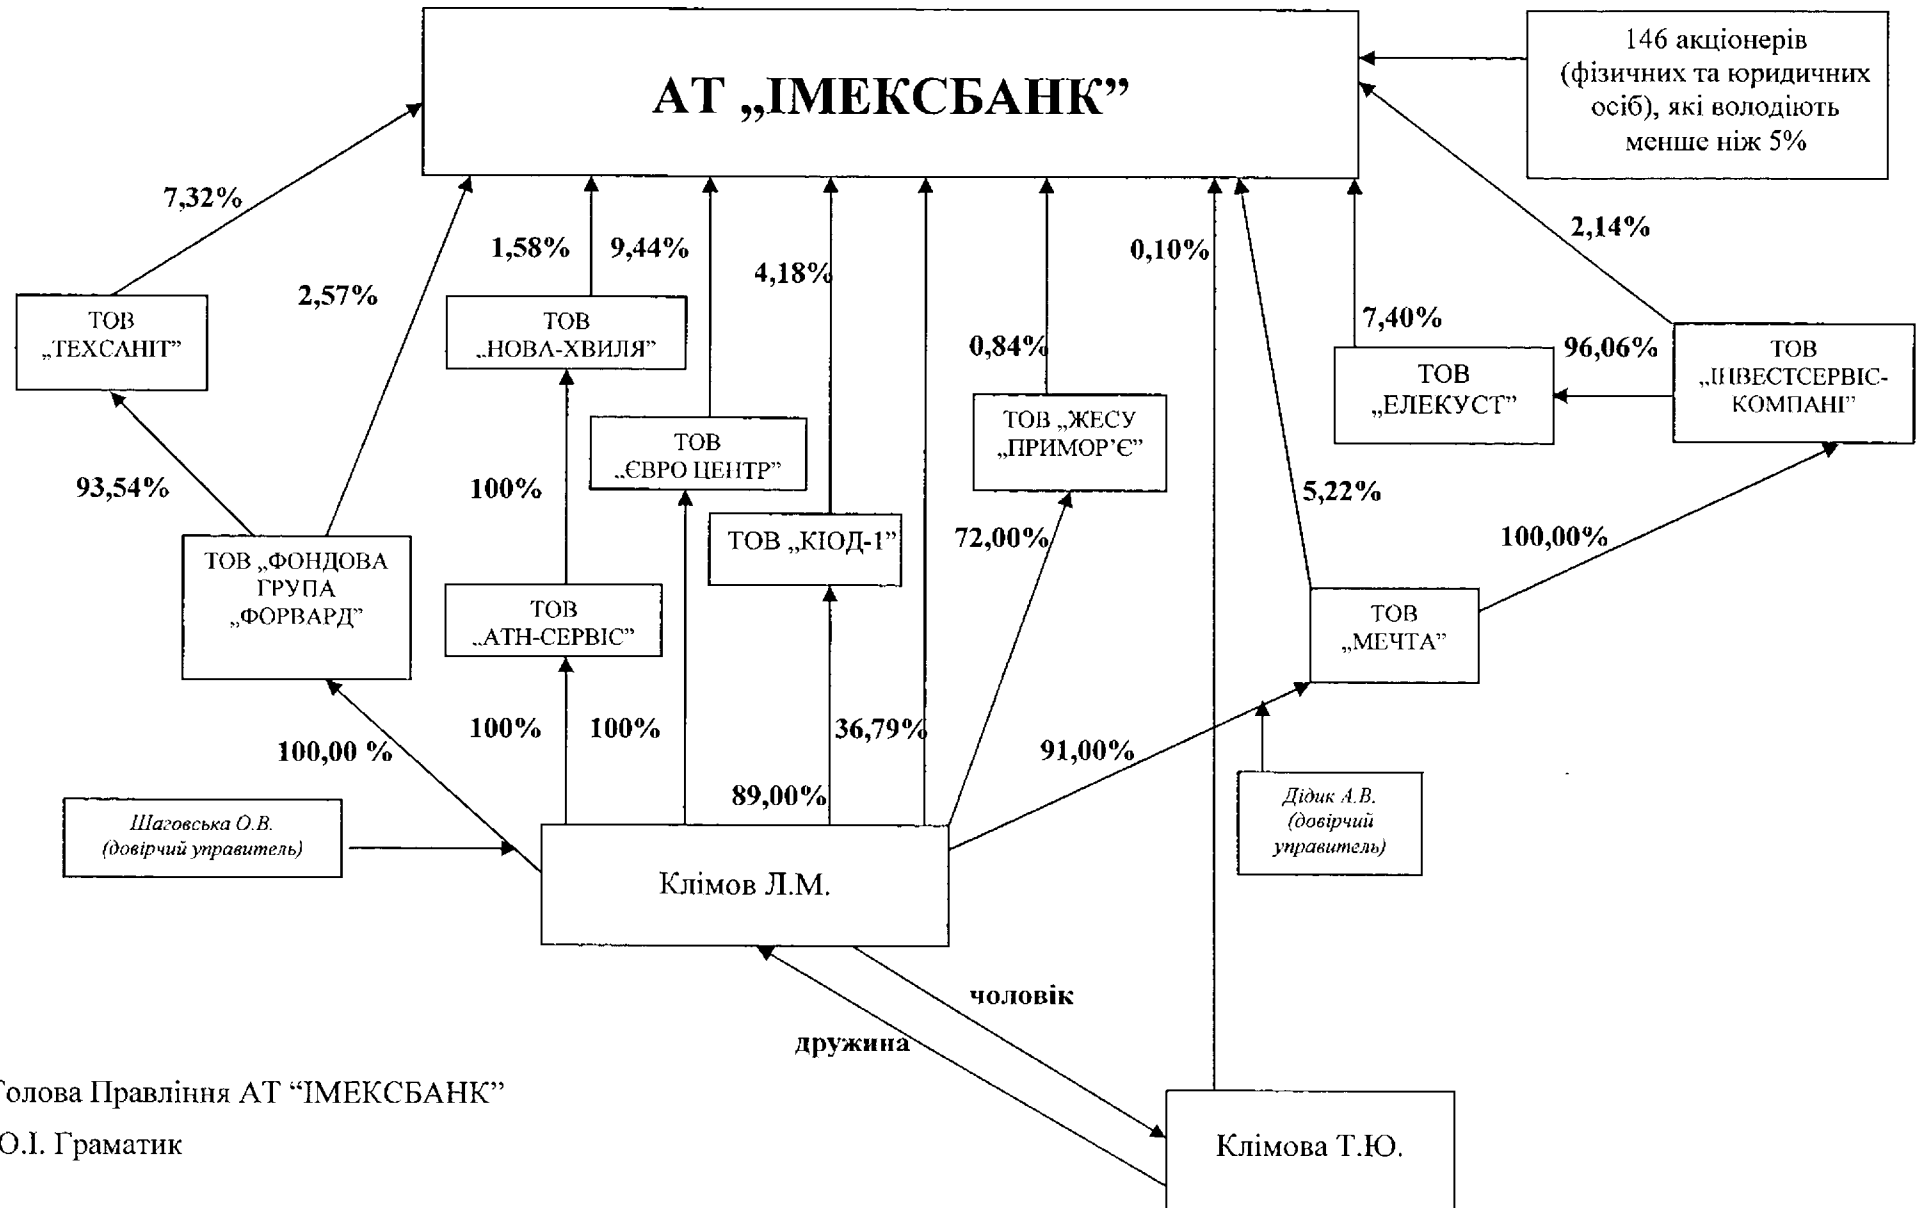 АТ „ІМЕКСБАНК”
146 акціонерів
(фізичних та юридичних
осіб), які володіють
менше ніж 5%
7,32%
2,57%
1,58%
9,44%
4,18%
0,84%
0,10%
5,22%
7,40%
2,14%
96,06%
ТОВ
„ТЕХСАНІТ”
ТОВ
„НОВА-ХВИЛЯ”
ТОВ
„ЄВРО ЦЕНТР”
ТОВ „КІОД-1”
ТОВ „ЖЕСУ
„ПРИМОР’Є”
ТОВ
„ЕЛЕКУСТ”
ТОВ
„ІНВЕСТСЕРВІС-
КОМПАНІ”
93,54%
100%
72,00%
100,00%
ТОВ „ФОНДОВА
ГРУПА
„ФОРВАРД”
ТОВ
„АТН-СЕРВІС”
ТОВ
„МЕЧТА”
100,00 %
100%
100%
89,00%
36,79%
91,00%
Шаговська О.В.
(довірчий управитель)
Дідик А.В.
(довірчий
управитель)
Клімов Л.М.
чоловік
дружина
Клімова Т.Ю.
Голова Правління АТ “ІМЕКСБАНК”
Ю.І. Граматик